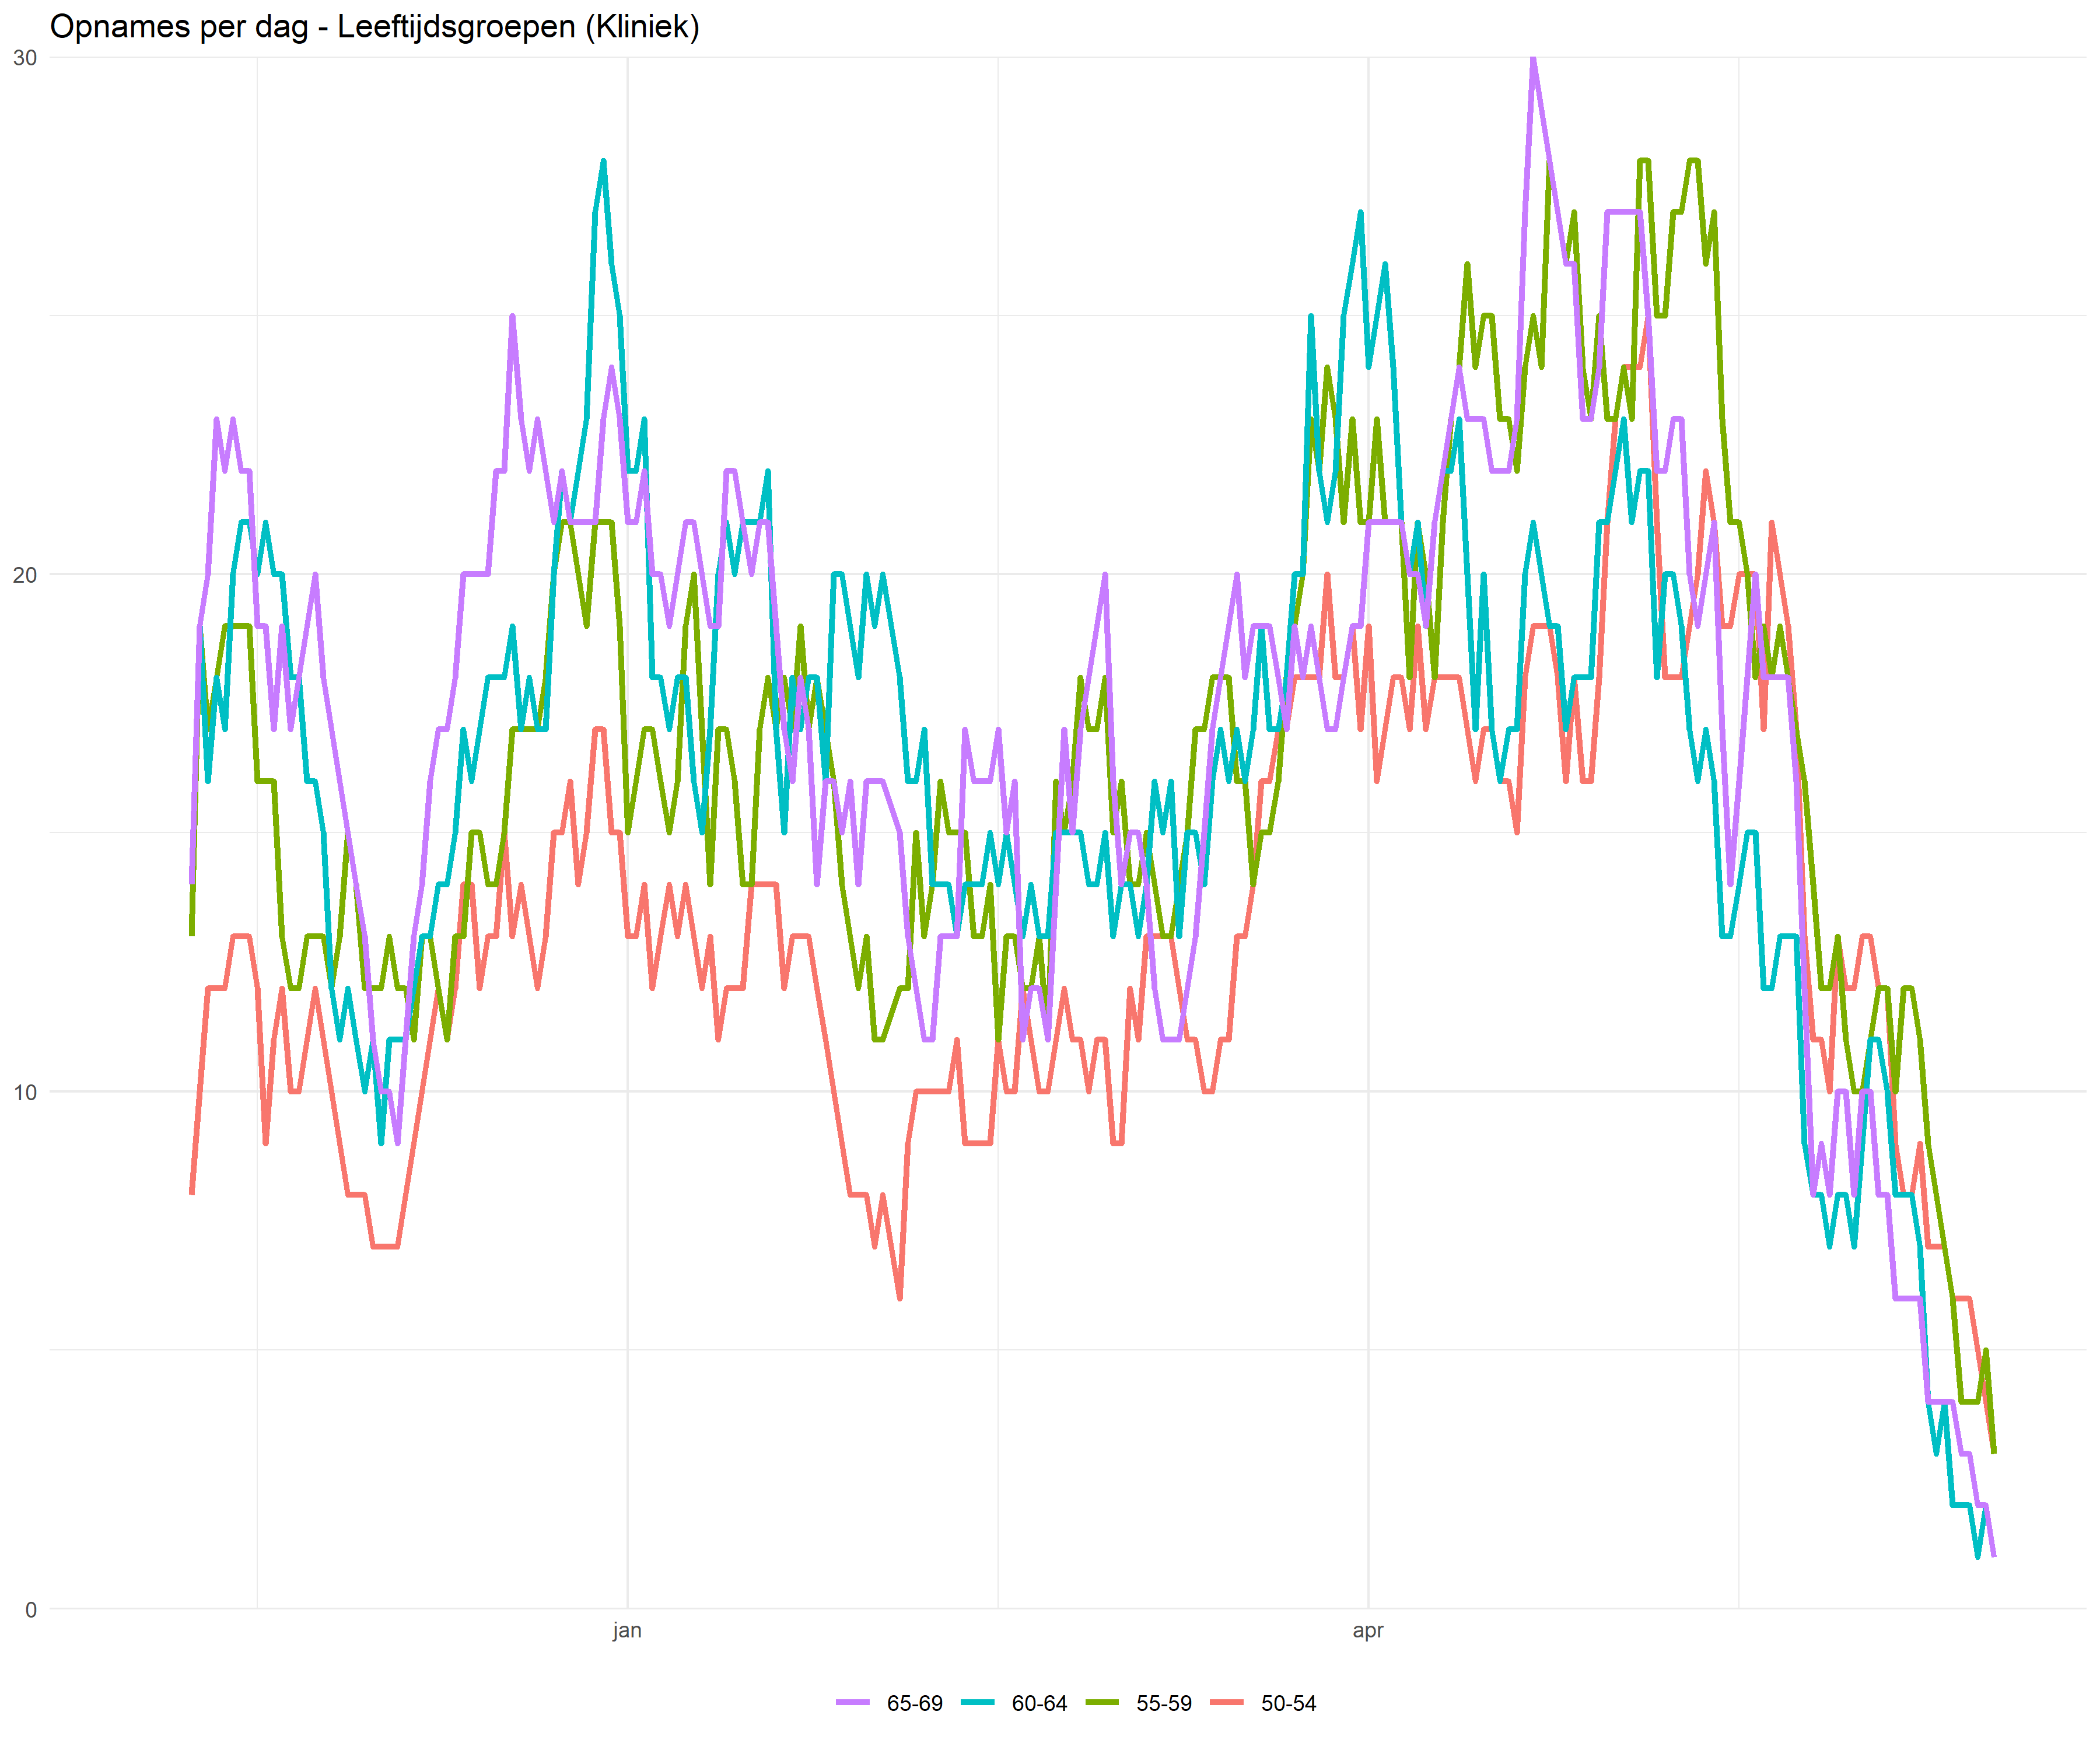 Opnames per dag - Leeftijdsgroepen (Kliniek)
30
20
10
0
jan apr
65-69 60-64 55-59 50-54